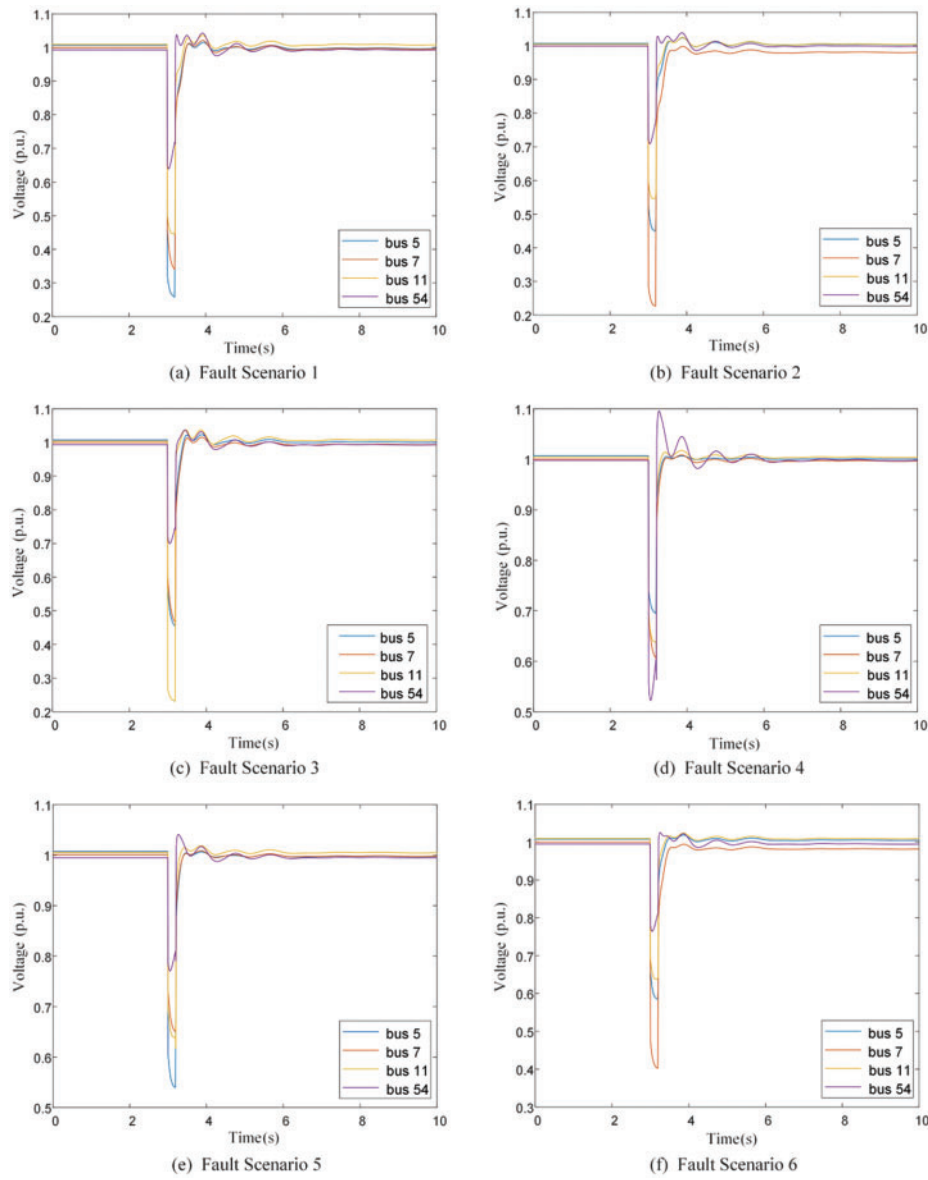 1.1
1
0.9
0.8
0.7
0.6
0.5
0.4
0.3
0.2
Voltage (p.u.)
bus 5
bus 7
bus 11
bus 54
0 2 4 6 8 10
Time(s)
(a) Fault Scenario 1
1.1
1
0.9
0.8
0.7
0.6
0.5
0.4
0.3
0.2
Voltage (p.u.)
bus 5
bus 7
bus 11
bus 54
0 2 4 6 8 10
Time(s)
(b) Fault Scenario 2
1.1
1
0.9
0.8
0.7
0.6
0.5
0.4
0.3
0.2
Voltage (p.u.)
bus 5
bus 7
bus 11
bus 54
0 2 4 6 8 10
Time(s)
(c) Fault Scenario 3
1.1
1
0.9
0.8
0.7
0.6
0.5
Voltage (p.u.)
bus 5
bus 7
bus 11
bus 54
0 2 4 6 8 10
Time(s)
(d) Fault Scenario 4
1.1
1
0.9
0.8
0.7
0.6
0.5
Voltage (p.u.)
bus 5
bus 7
bus 11
bus 54
0 2 4 6 8 10
Time(s)
(e) Fault Scenario 5
1.1
1
0.9
0.8
0.7
0.6
0.5
0.4
0.3
Voltage (p.u.)
bus 5
bus 7
bus 11
bus 54
0 2 4 6 8 10
Time(s)
(f) Fault Scenario 6